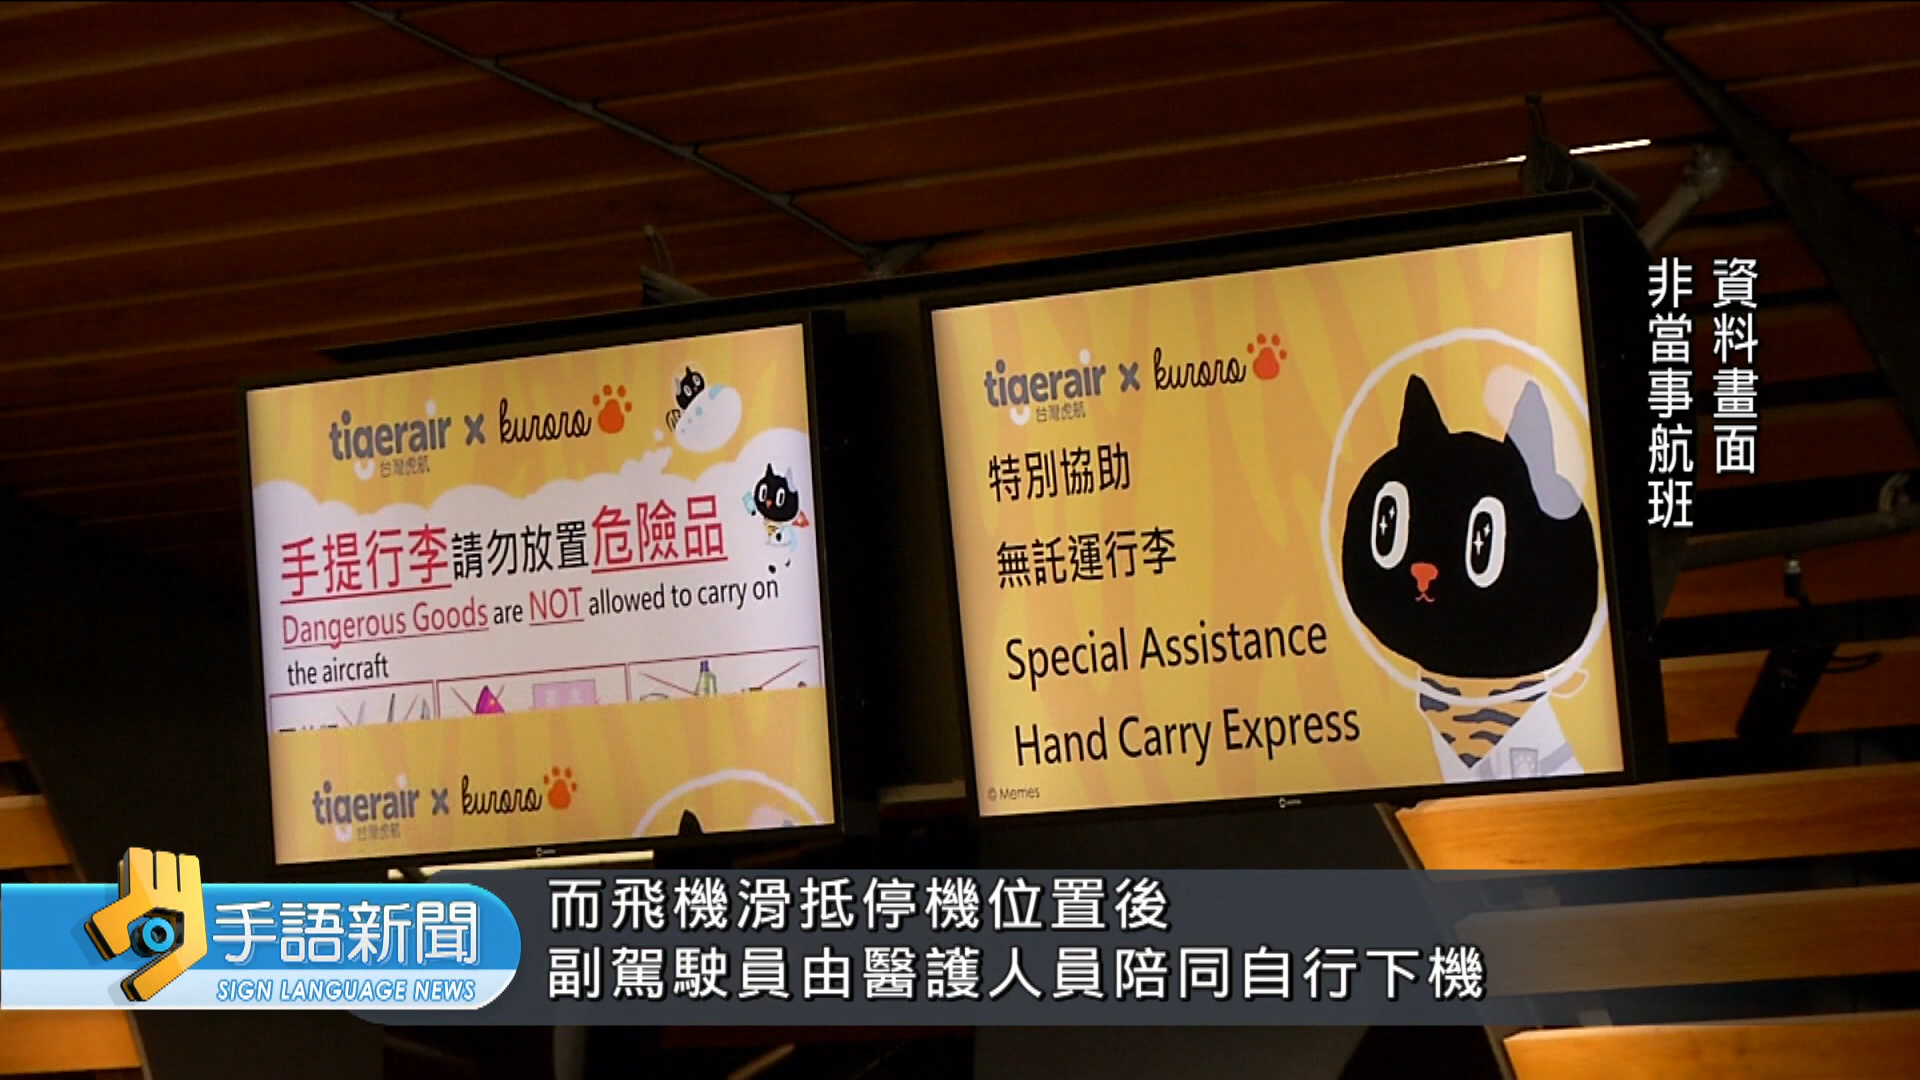 tigerair x kuroro
台灣虎航
手提行李請勿放置危險品
Dangerous Goods are NOT allowed to carry on
the aircraft
tigerair x kuroro
台灣虎航
tigerair x kuroro
台灣虎航
特別協助
無託運行李
Special Assistance
Hand Carry Express
© Memes
資料畫面
非當事航班
手語新聞
SIGN LANGUAGE NEWS
而飛機滑抵停機位置後
副駕駛員由醫護人員陪同自行下機